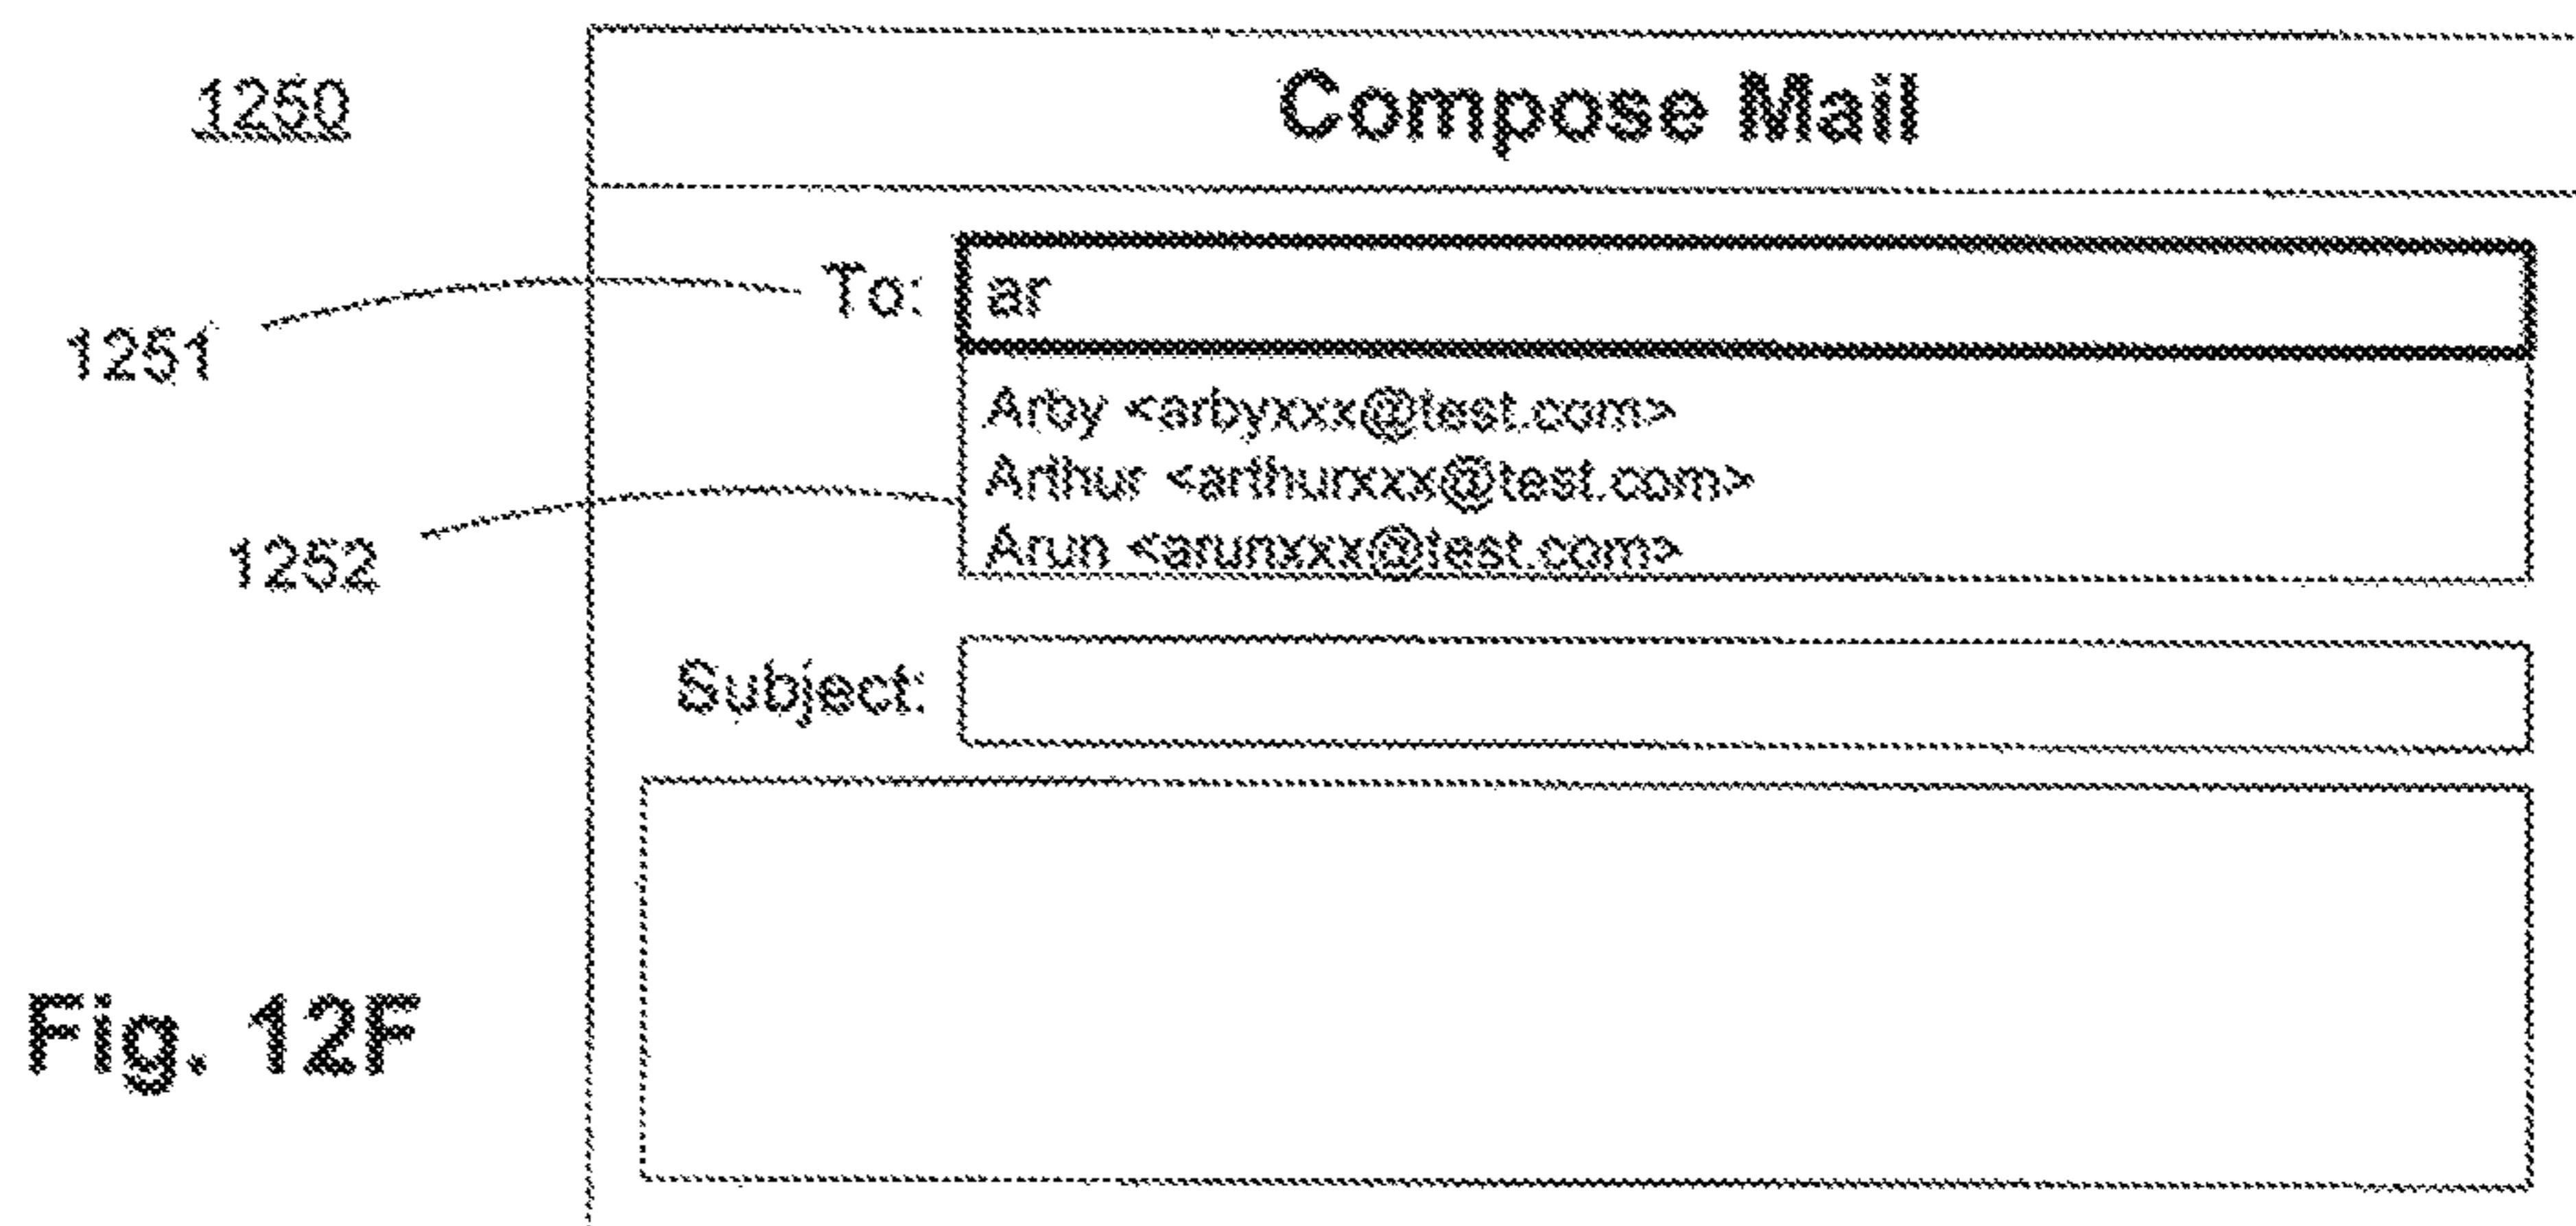 1250
Compose Mail
To: ar
1251
Arby <arbyxxx@test.com>
Arthur <arthurxxx@test.com>
Arun <arunxxx@test.com>
1252
Subject:
Fig. 12F